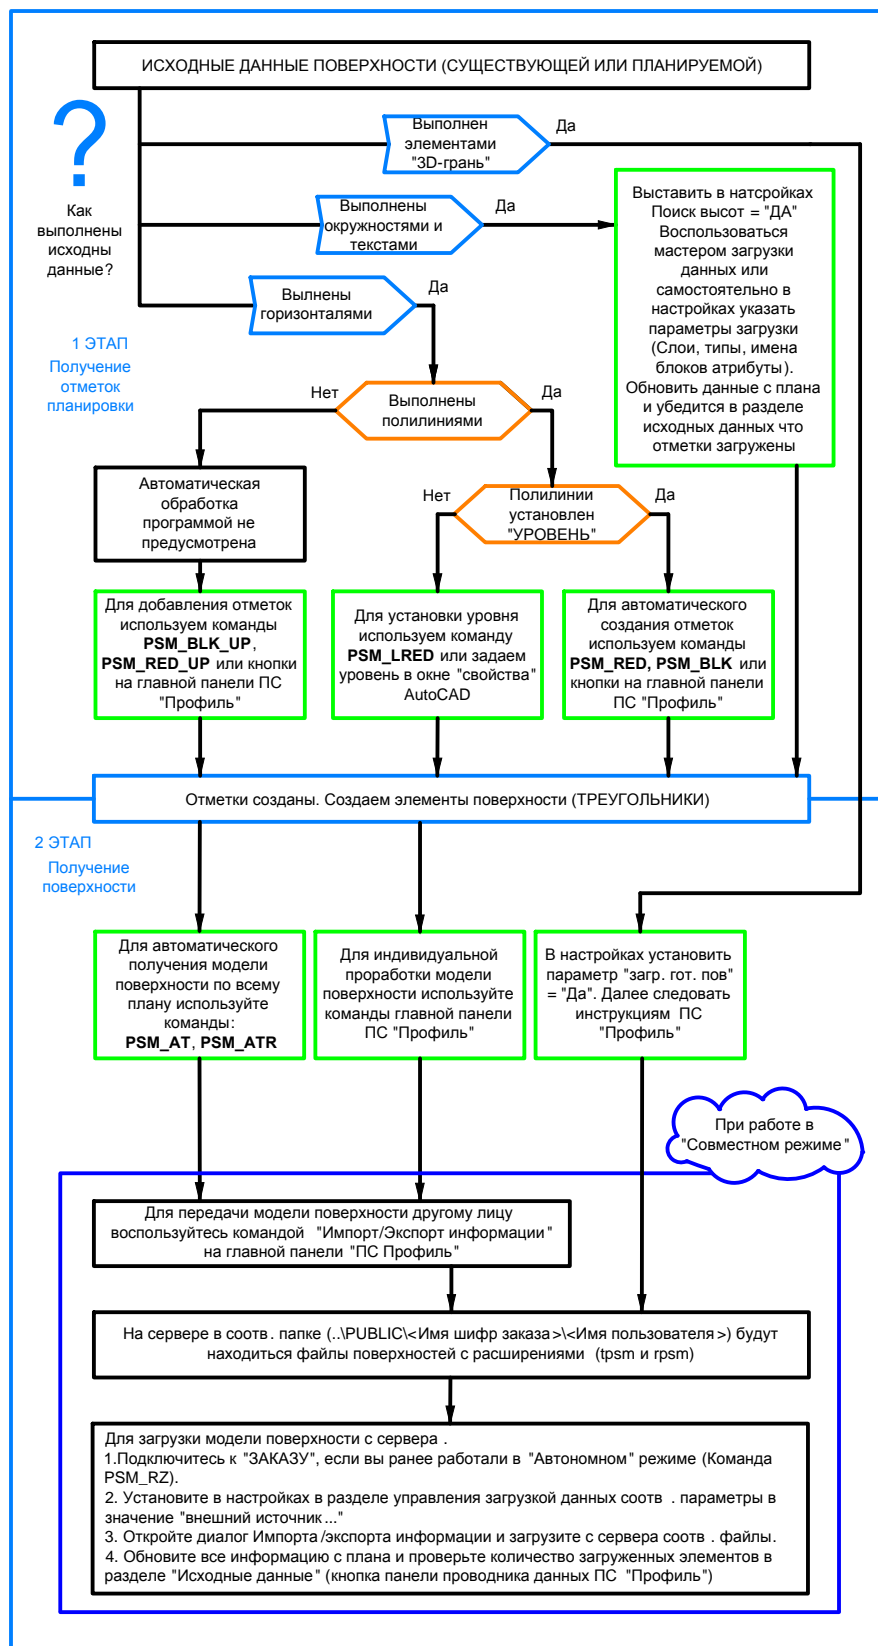 ИСХОДНЫЕ ДАННЫЕ ПОВЕРХНОСТИ (СУЩЕСТВУЮЩЕЙ ИЛИ ПЛАНИРУЕМОЙ)
?
Как
выполнены
исходны
данные?
Выполнен
элементами
"3D-грань"
Да
Выполнены
окружностями и
текстами
Да
Вылнены
горизонталями
Да
Выставить в натсройках
Поиск высот = "ДА"
Воспользоваться
мастером загрузки
данных или
самостоятельно в
настройках указать
параметры загрузки
(Слои, типы, имена
блоков атрибуты).
Обновить данные с плана
и убедится в разделе
исходных данных что
отметки загружены
1 ЭТАП
Получение
отметок
планировки
Нет
Выполнены
полилиниями
Да
Автоматическая
обработка
программой не
предусмотрена
Нет
Полилинии
установлен
"УРОВЕНЬ"
Да
Для добавления отметок
используем команды
PSM_BLK_UP,
PSM_RED_UP или кнопки
на главной панели ПС
"Профиль"
Для установки уровня
используем команду
PSM_LRED или задаем
уровень в окне "свойства"
AutoCAD
Для автоматического
создания отметок
используем команды
PSM_RED, PSM_BLK или
кнопки на главной панели
ПС "Профиль"
Отметки созданы. Создаем элементы поверхности (ТРЕУГОЛЬНИКИ)
2 ЭТАП
Получение
поверхности
Для автоматического
получения модели
поверхности по всему
плану используйте
команды:
PSM_AT, PSM_ATR
Для индивидуальной
проработки модели
поверхности используйте
команды главной панели
ПС "Профиль"
В настройках установить
параметр "загр. гот. пов"
= "Да". Далее следовать
инструкциям ПС
"Профиль"
При работе в
"Совместном режиме"
Для передачи модели поверхности другому лицу
воспользуйтесь командой "Импорт/Экспорт информации"
на главной панели "ПС Профиль"
На сервере в соотв. папке (..\PUBLIC\<Имя шифр заказа>\<Имя пользователя>) будут
находиться файлы поверхностей с расширениями (tpsm и rpsm)
Для загрузки модели поверхности с сервера.
1.Подключитесь к "ЗАКАЗУ", если вы ранее работали в "Автономном" режиме (Команда
PSM_RZ).
2. Установите в настройках в разделе управления загрузкой данных соотв. параметры в
значение "внешний источник..."
3. Откройте диалог Импорта/экспорта информации и загрузите с сервера соотв. файлы.
4. Обновите все информацию с плана и проверьте количество загруженных элементов в
разделе "Исходные данные" (кнопка панели проводника данных ПС "Профиль")